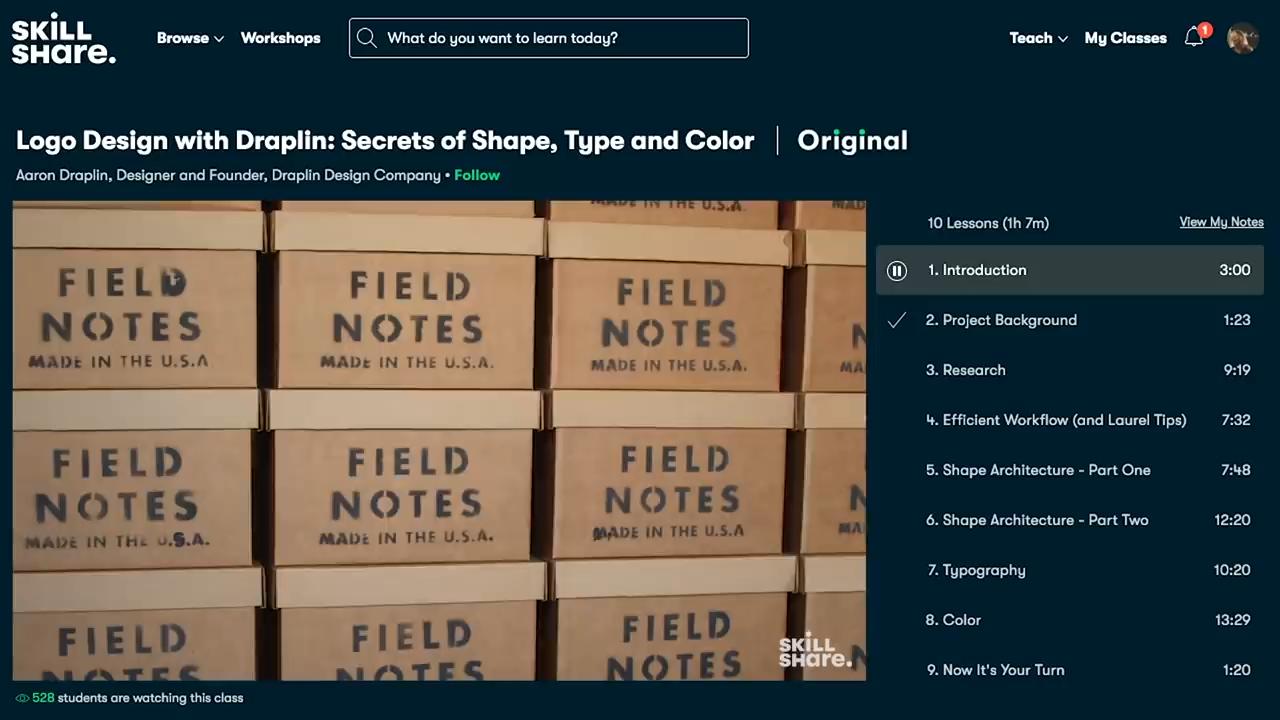 SKILL
SHARE.
Browse
Workshops
What do you want to learn today?
Teach
My Classes
1
Logo Design with Draplin: Secrets of Shape, Type and Color | Original
Aaron Draplin, Designer and Founder, Draplin Design Company • Follow
MADE IN THE U.S.A.
MAD
FIELD
NOTES
MADE IN THE U.S.A
FIELD
NOTES
MADE IN THE U.S.A.
FIELD
NOTES
MADE IN THE U.S.A.
N
MA
FIELD
NOTES
MADE IN THE U.S.A.
FIELD
NOTES
MADE IN THE U.S.A.
FIELD
NOTES
MADE IN THE U.S.A
N
MA
FIELD
NOTES
FIELD
NOTES
FIELD
NOTES
N
SKILL
SHARE.
528 students are watching this class
10 Lessons (1h 7m)
View My Notes
1. Introduction 3:00
2. Project Background 1:23
3. Research 9:19
4. Efficient Workflow (and Laurel Tips) 7:32
5. Shape Architecture - Part One 7:48
6. Shape Architecture - Part Two 12:20
7. Typography 10:20
8. Color 13:29
9. Now It's Your Turn 1:20